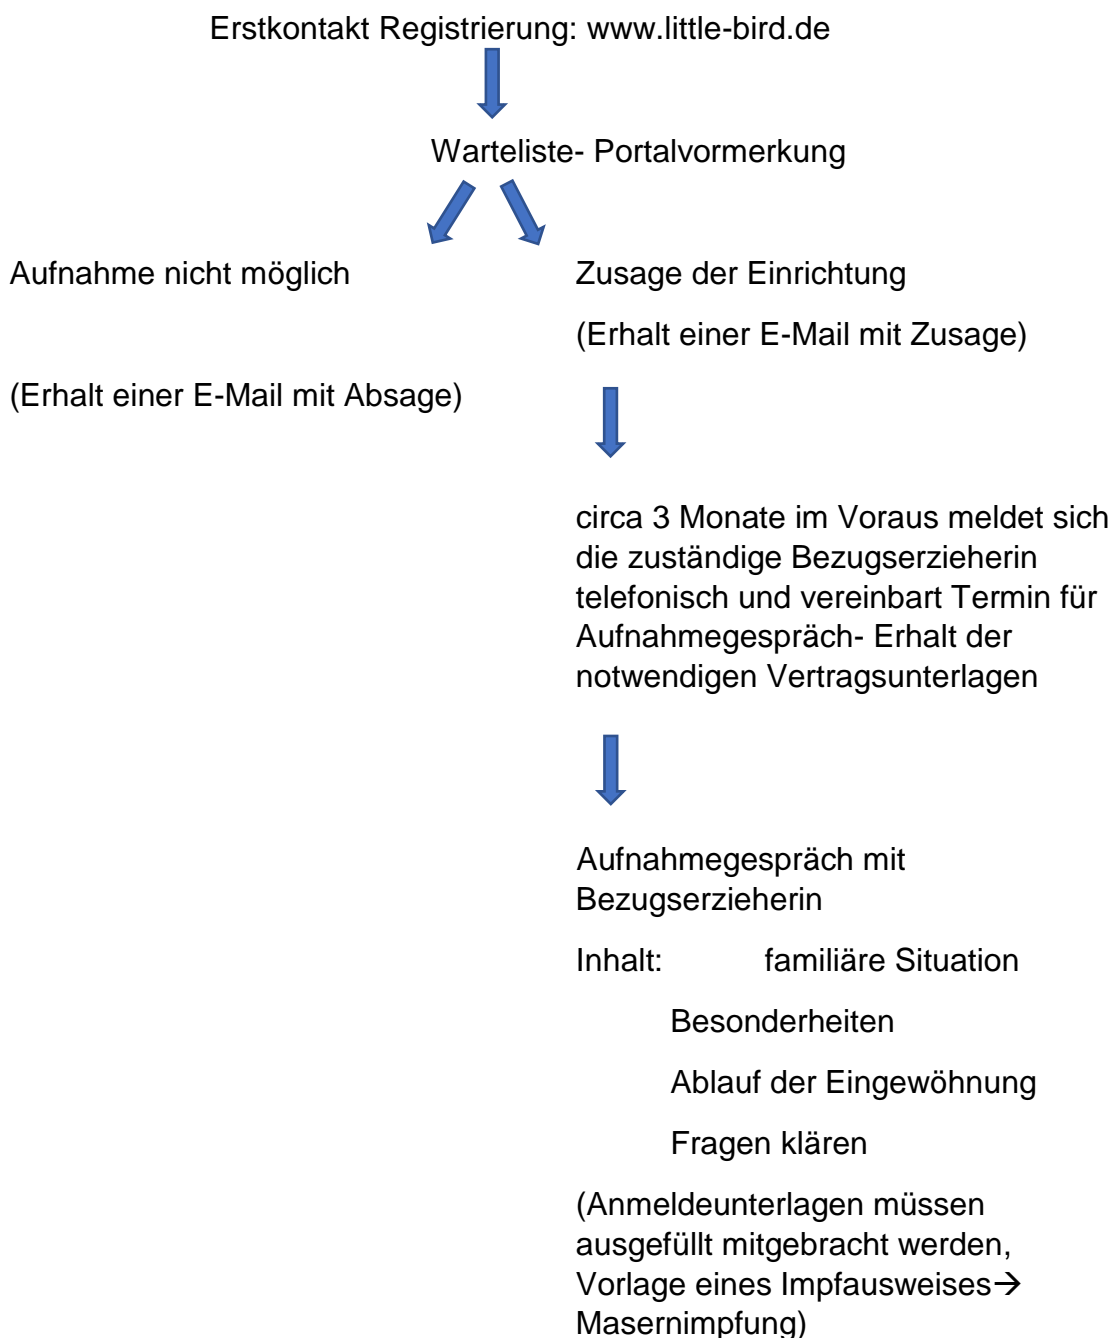 Erstkontakt Registrierung: www.little-bird.de
Warteliste- Portalvormerkung
Aufnahme nicht möglich
(Erhalt einer E-Mail mit Absage)
Zusage der Einrichtung
(Erhalt einer E-Mail mit Zusage)
circa 3 Monate im Voraus meldet sich
die zuständige Bezugserzieherin
telefonisch und vereinbart Termin für
Aufnahmegespräch- Erhalt der
notwendigen Vertragsunterlagen
Aufnahmegespräch mit
Bezugserzieherin
Inhalt: familiäre Situation
Besonderheiten
Ablauf der Eingewöhnung
Fragen klären
(Anmeldeunterlagen müssen
ausgefüllt mitgebracht werden,
Vorlage eines Impfausweises→
Masernimpfung)